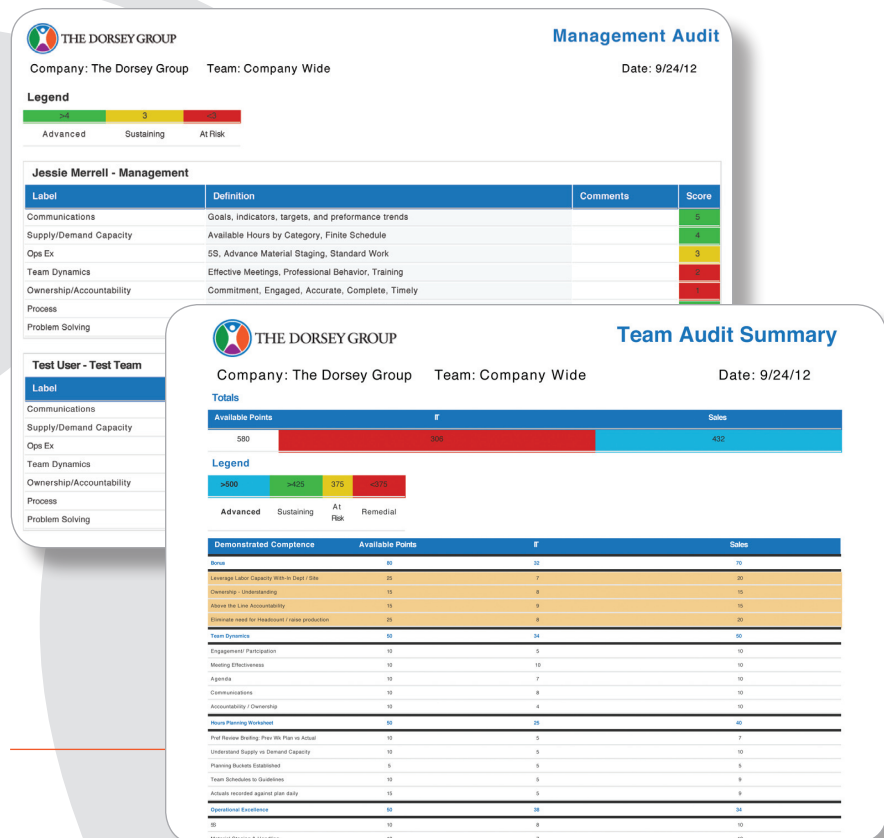 THE DORSEY GROUP
Management Audit
Company: The Dorsey Group Team: Company Wide Date: 9/24/12
Legend
>4 3 <3
Advanced Sustaining At Risk
Jessie Merrell - Management
Label Definition Comments Score
Communications Goals, indicators, targets, and preformance trends 5
Supply/Demand Capacity Available Hours by Category, Finite Schedule 4
Ops Ex 5S, Advance Material Staging, Standard Work 3
Team Dynamics Effective Meetings, Professional Behavior, Training 2
Ownership/Accountability Commitment, Engaged, Accurate, Complete, Timely 1
Process
Problem Solving
Test User - Test Team
Label
Communications
Supply/Demand Capacity
Ops Ex
Team Dynamics
Ownership/Accountability
Process
Problem Solving
THE DORSEY GROUP
Team Audit Summary
Company: The Dorsey Group Team: Company Wide Date: 9/24/12
Totals
Available Points IT Sales
580 308 432
Legend
>500 >425 375 <375
Advanced Sustaining At Risk Remedial
Demonstrated Comptence Available Points IT Sales
Bonus 80 32 70
Leverage Labor Capacity With-In Dept / Site 25 7 20
Ownership - Understanding 15 8 15
Above the Line Accountability 15 9 15
Eliminate need for Headcount / raise production 25 8 20
Team Dynamics 50 34 50
Engagement/ Partcipation 10 5 10
Meeting Effectiveness 10 10 10
Agenda 10 7 10
Communications 10 8 10
Accountability / Ownership 10 4 10
Hours Planning Worksheet 50 25 40
Pref Review Breifing: Prev Wk Plan vs Actual 10 5 7
Understand Supply vs Demand Capacity 10 5 10
Planning Buckets Established 5 5 5
Team Schedules to Guidelines 10 5 9
Actuals recorded against plan daily 15 5 9
Operational Excellence 50 38 34
5S 10 8 10